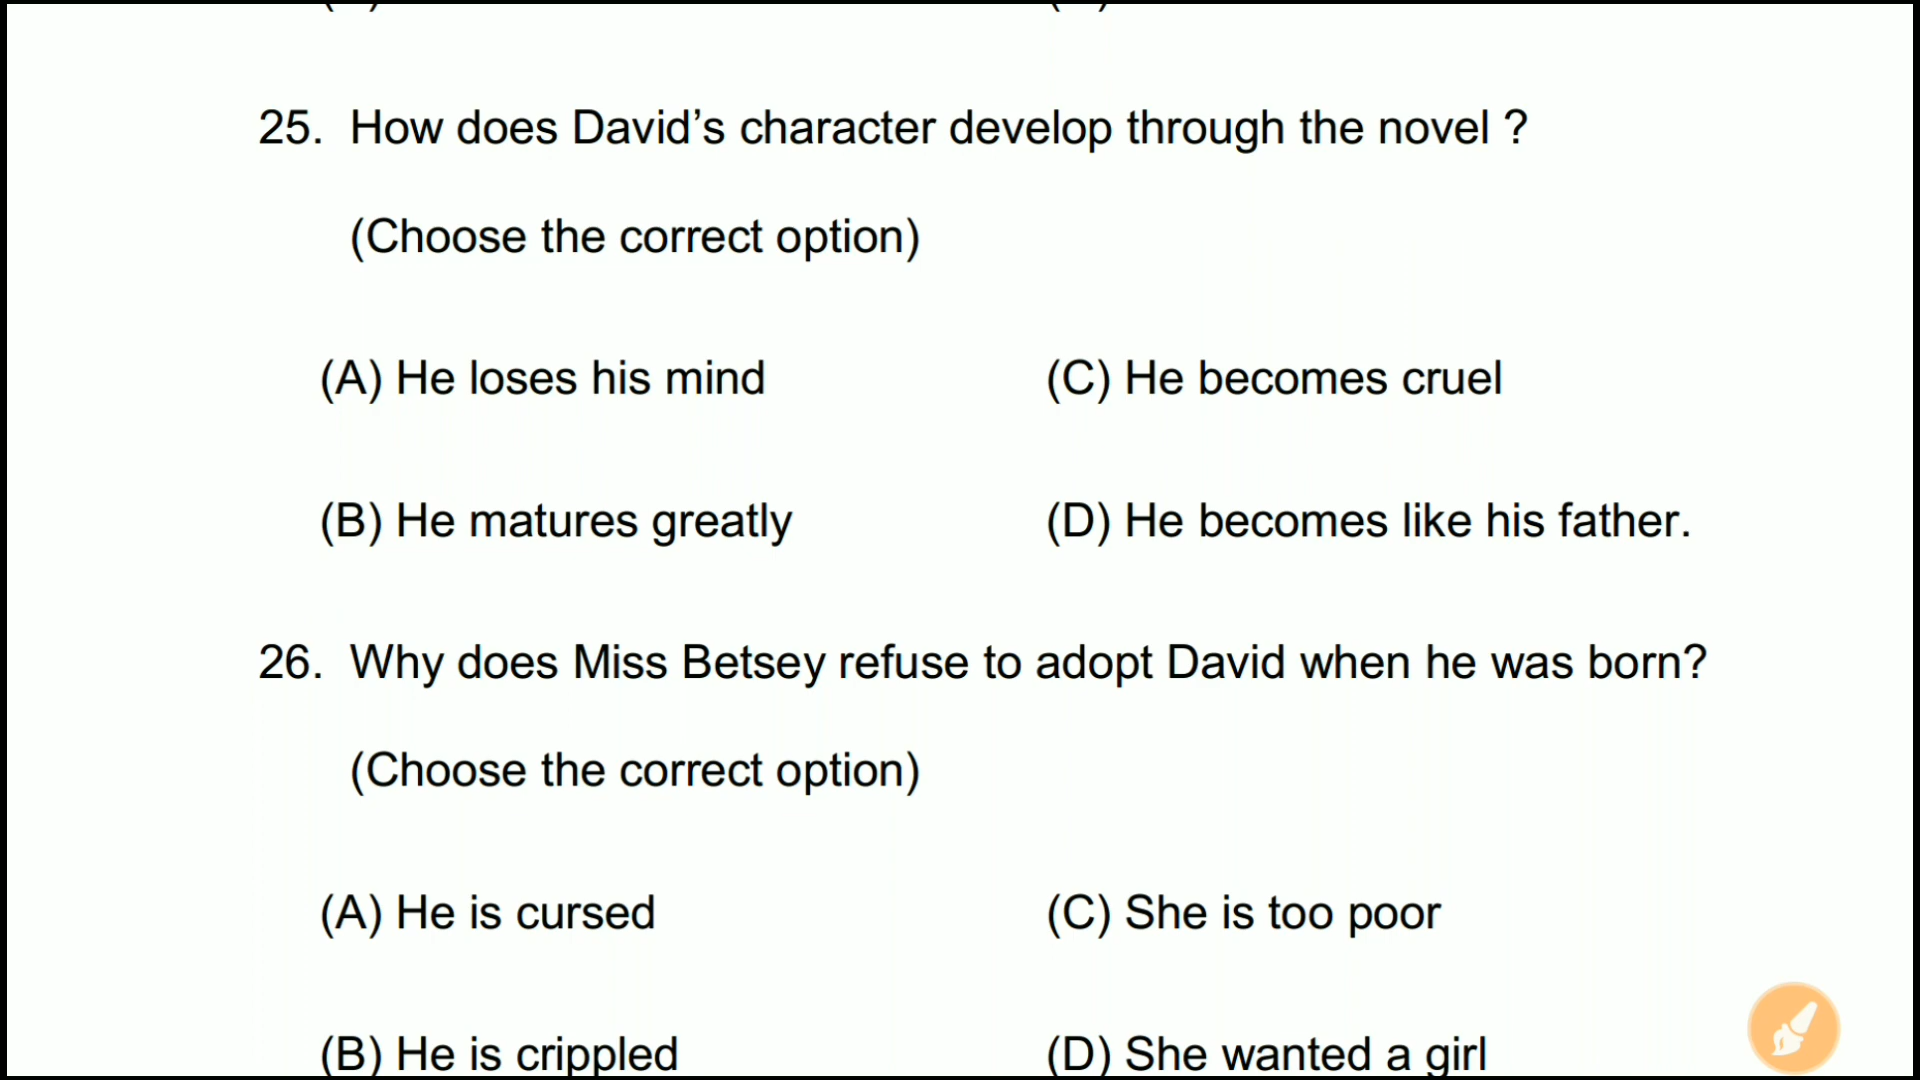 25. How does David’s character develop through the novel ?
(Choose the correct option)
(A) He loses his mind
(C) He becomes cruel
(B) He matures greatly
(D) He becomes like his father.
26. Why does Miss Betsey refuse to adopt David when he was born?
(Choose the correct option)
(A) He is cursed
(C) She is too poor
(B) He is crippled
(D) She wanted a girl